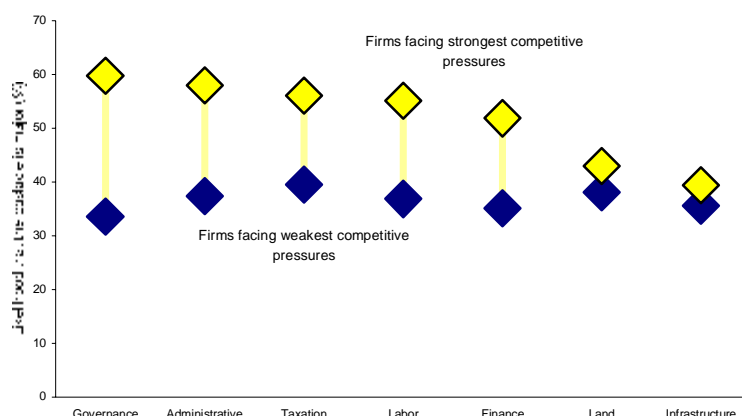 70
Firms facing strongest competitive
pressures
60
50
40
30
Firms facing weakest competitive
pressures
20
10
0
Governance Administrative Taxation Labor Finance Land Infrastructure